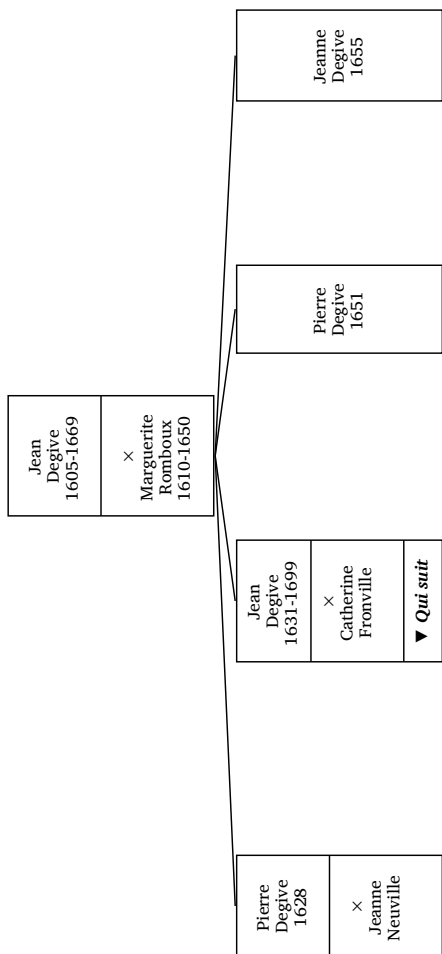 Jean
Degive
1605-1669
×
Marguerite
Romboux
1610-1650
Pierre
Degive
1628
×
Jeanne
Neuville
Jean
Degive
1631-1699
×
Catherine
Fronville
▼ Qui suit
Pierre
Degive
1651
Jeanne
Degive
1655